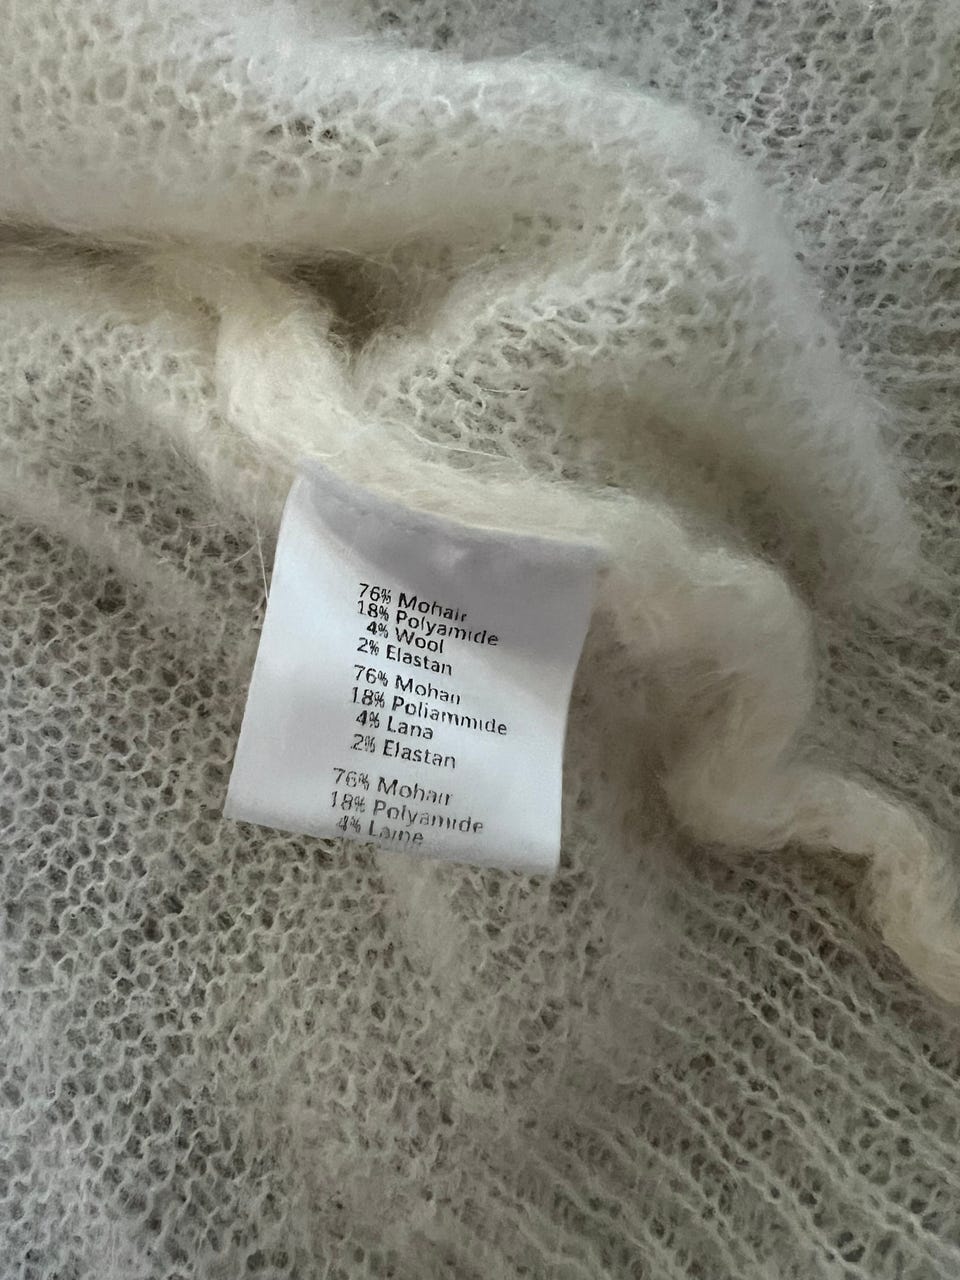 76% Mohair
18% Polyamide
4% Wool
2% Elastan
76% Mohair
18% Poliammide
4% Lana
2% Elastan
76% Mohair
18% Polyamide
4% Laine